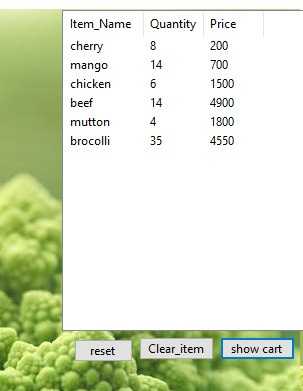 Item_Name Quantity Price
cherry 8 200
mango 14 700
chicken 6 1500
beef 14 4900
mutton 4 1800
brocolli 35 4550
reset Clear_item show cart